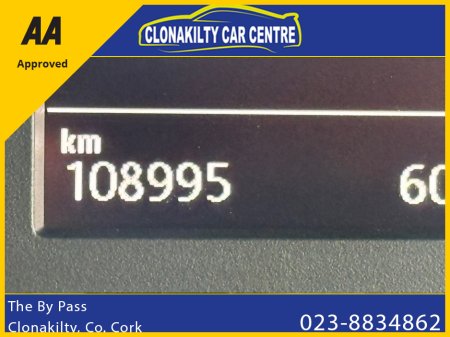 AA
Approved
CLONAKILTY CAR CENTRE
km
108995
60
The By Pass
Clonakilty, Co. Cork
023-8834862